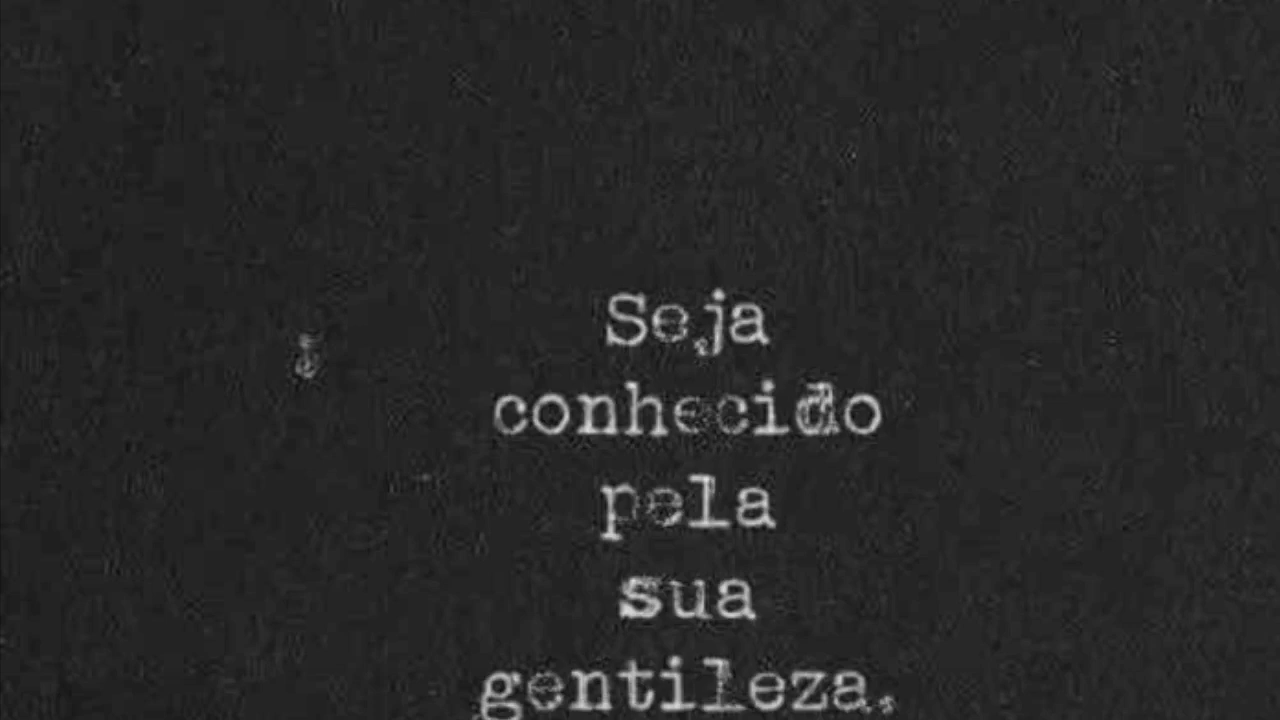 Seja
conhecido
pela
sua
gentileza.